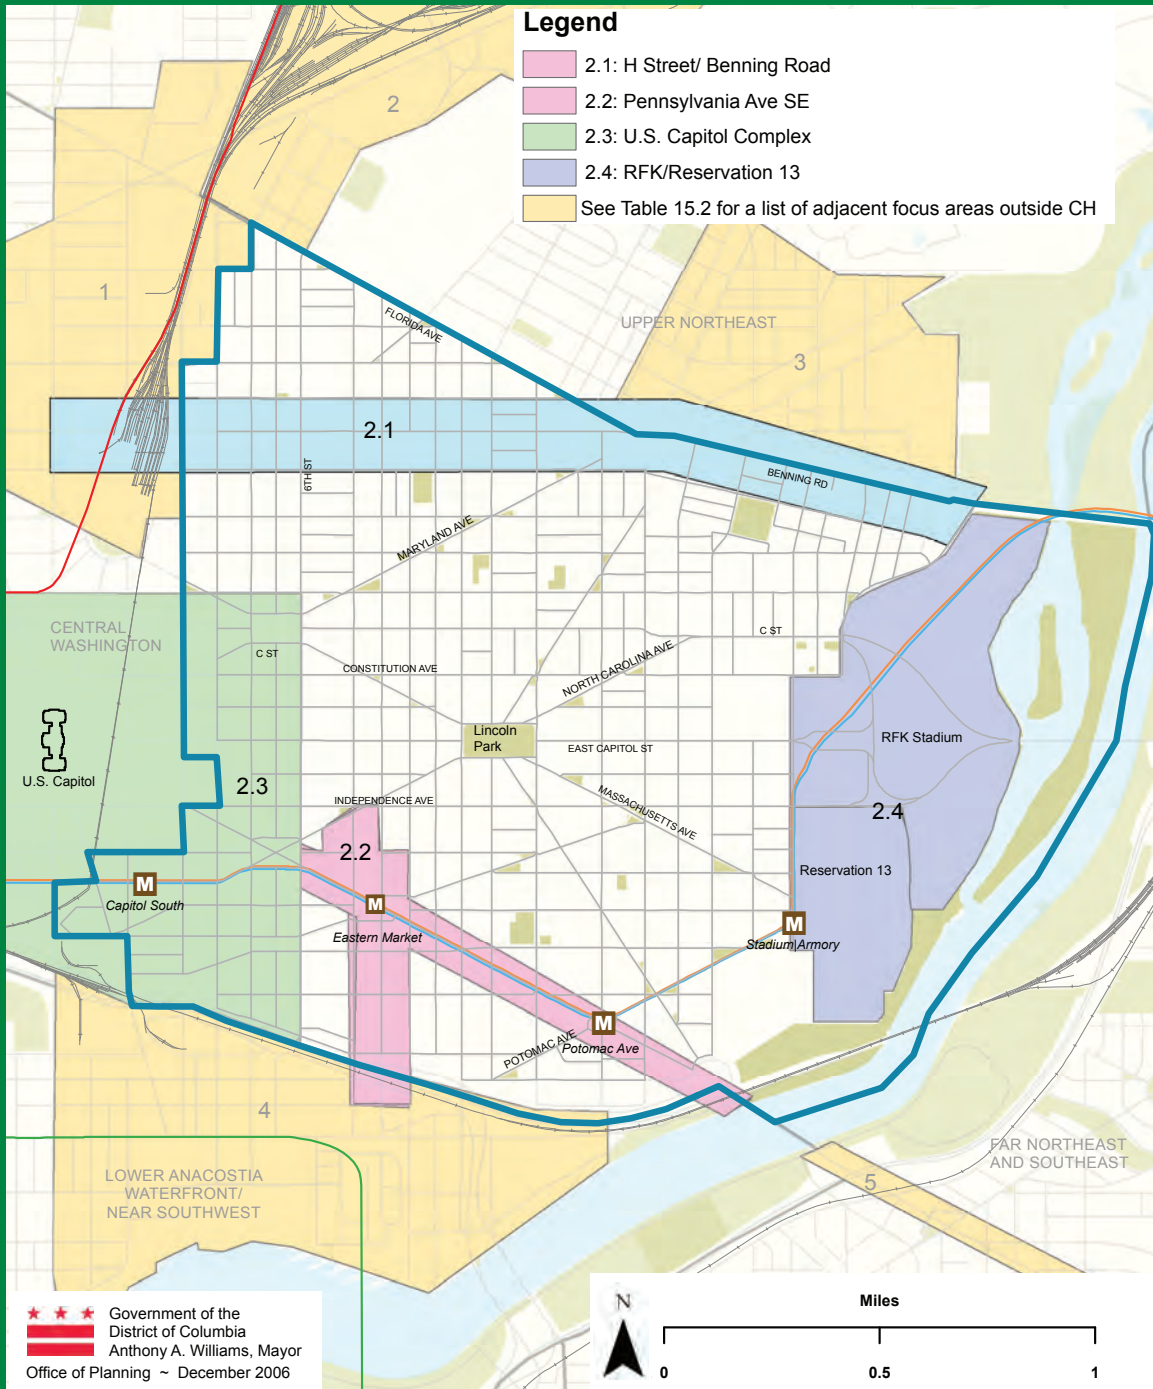 Legend
2.1: H Street/ Benning Road
2.2: Pennsylvania Ave SE
2.3: U.S. Capitol Complex
2.4: RFK/Reservation 13
See Table 15.2 for a list of adjacent focus areas outside CH
2
1
UPPER NORTHEAST
3
FLORIDA AVE
2.1
6TH ST
BENNING RD
MARYLAND AVE
CENTRAL
WASHINGTON
C ST
C ST
CONSTITUTION AVE
NORTH CAROLINA AVE
Lincoln
Park
EAST CAPITOL ST
RFK Stadium
U.S. Capitol
2.3
INDEPENDENCE AVE
MASSACHUSETTS AVE
2.4
2.2
Reservation 13
M
Capitol South
M
Eastern Market
M
Stadium Armory
M
Potomac Ave
POTOMAC AVE
4
LOWER ANACOSTIA
WATERFRONT/
NEAR SOUTHWEST
FAR NORTHEAST
AND SOUTHEAST
5
Government of the
District of Columbia
Anthony A. Williams, Mayor
Office of Planning ~ December 2006
N
Miles
0
0.5
1